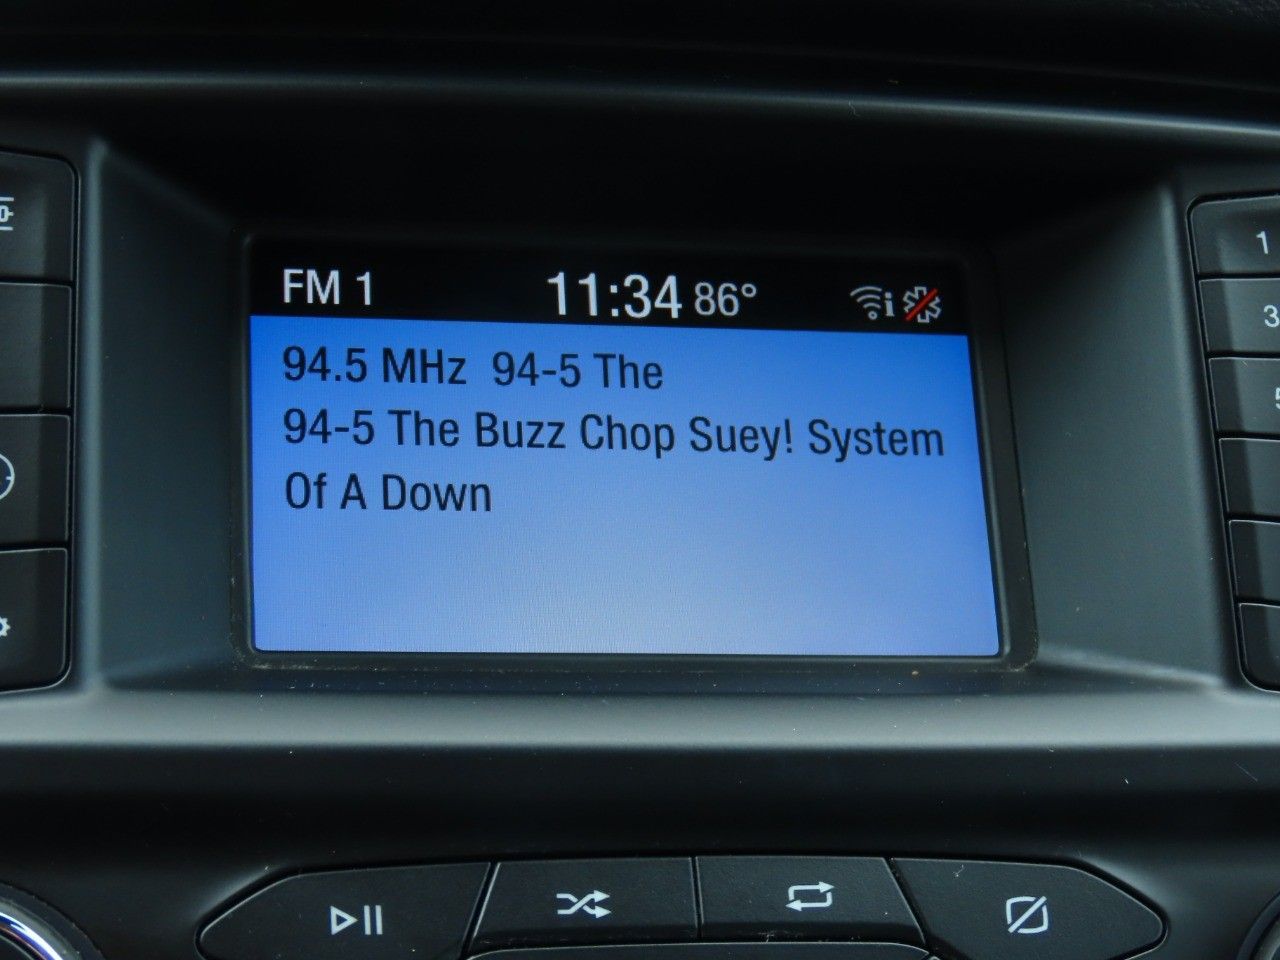 FM 1 11:34 86° i
94.5 MHz 94-5 The
94-5 The Buzz Chop Suey! System
Of A Down
1
3